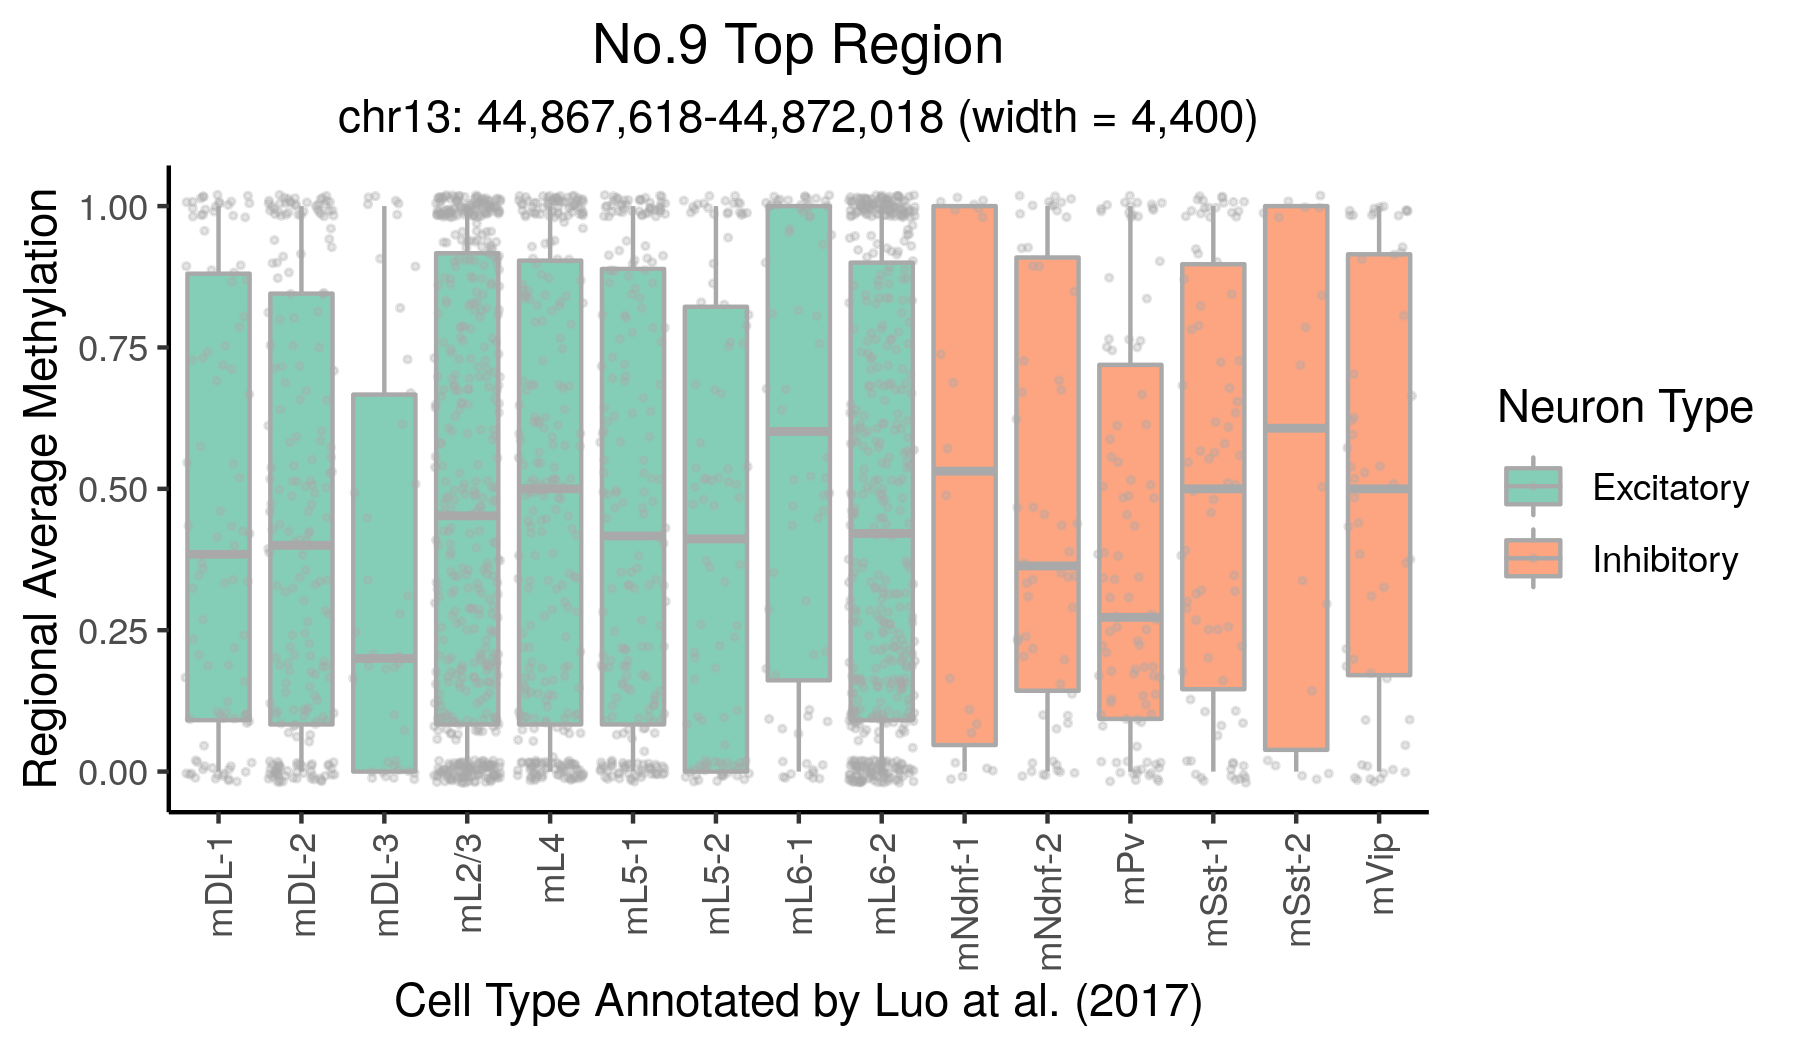 No.9 Top Region
chr13: 44,867,618-44,872,018 (width = 4,400)
Regional Average Methylation
1.00
0.75
0.50
0.25
0.00
mDL-1
mDL-2
mDL-3
mL2/3
mL4
mL5-1
mL5-2
mL6-1
mL6-2
mNdnf-1
mNdnf-2
mPv
mSst-1
mSst-2
mVip
Cell Type Annotated by Luo at al. (2017)
Neuron Type
Excitatory
Inhibitory